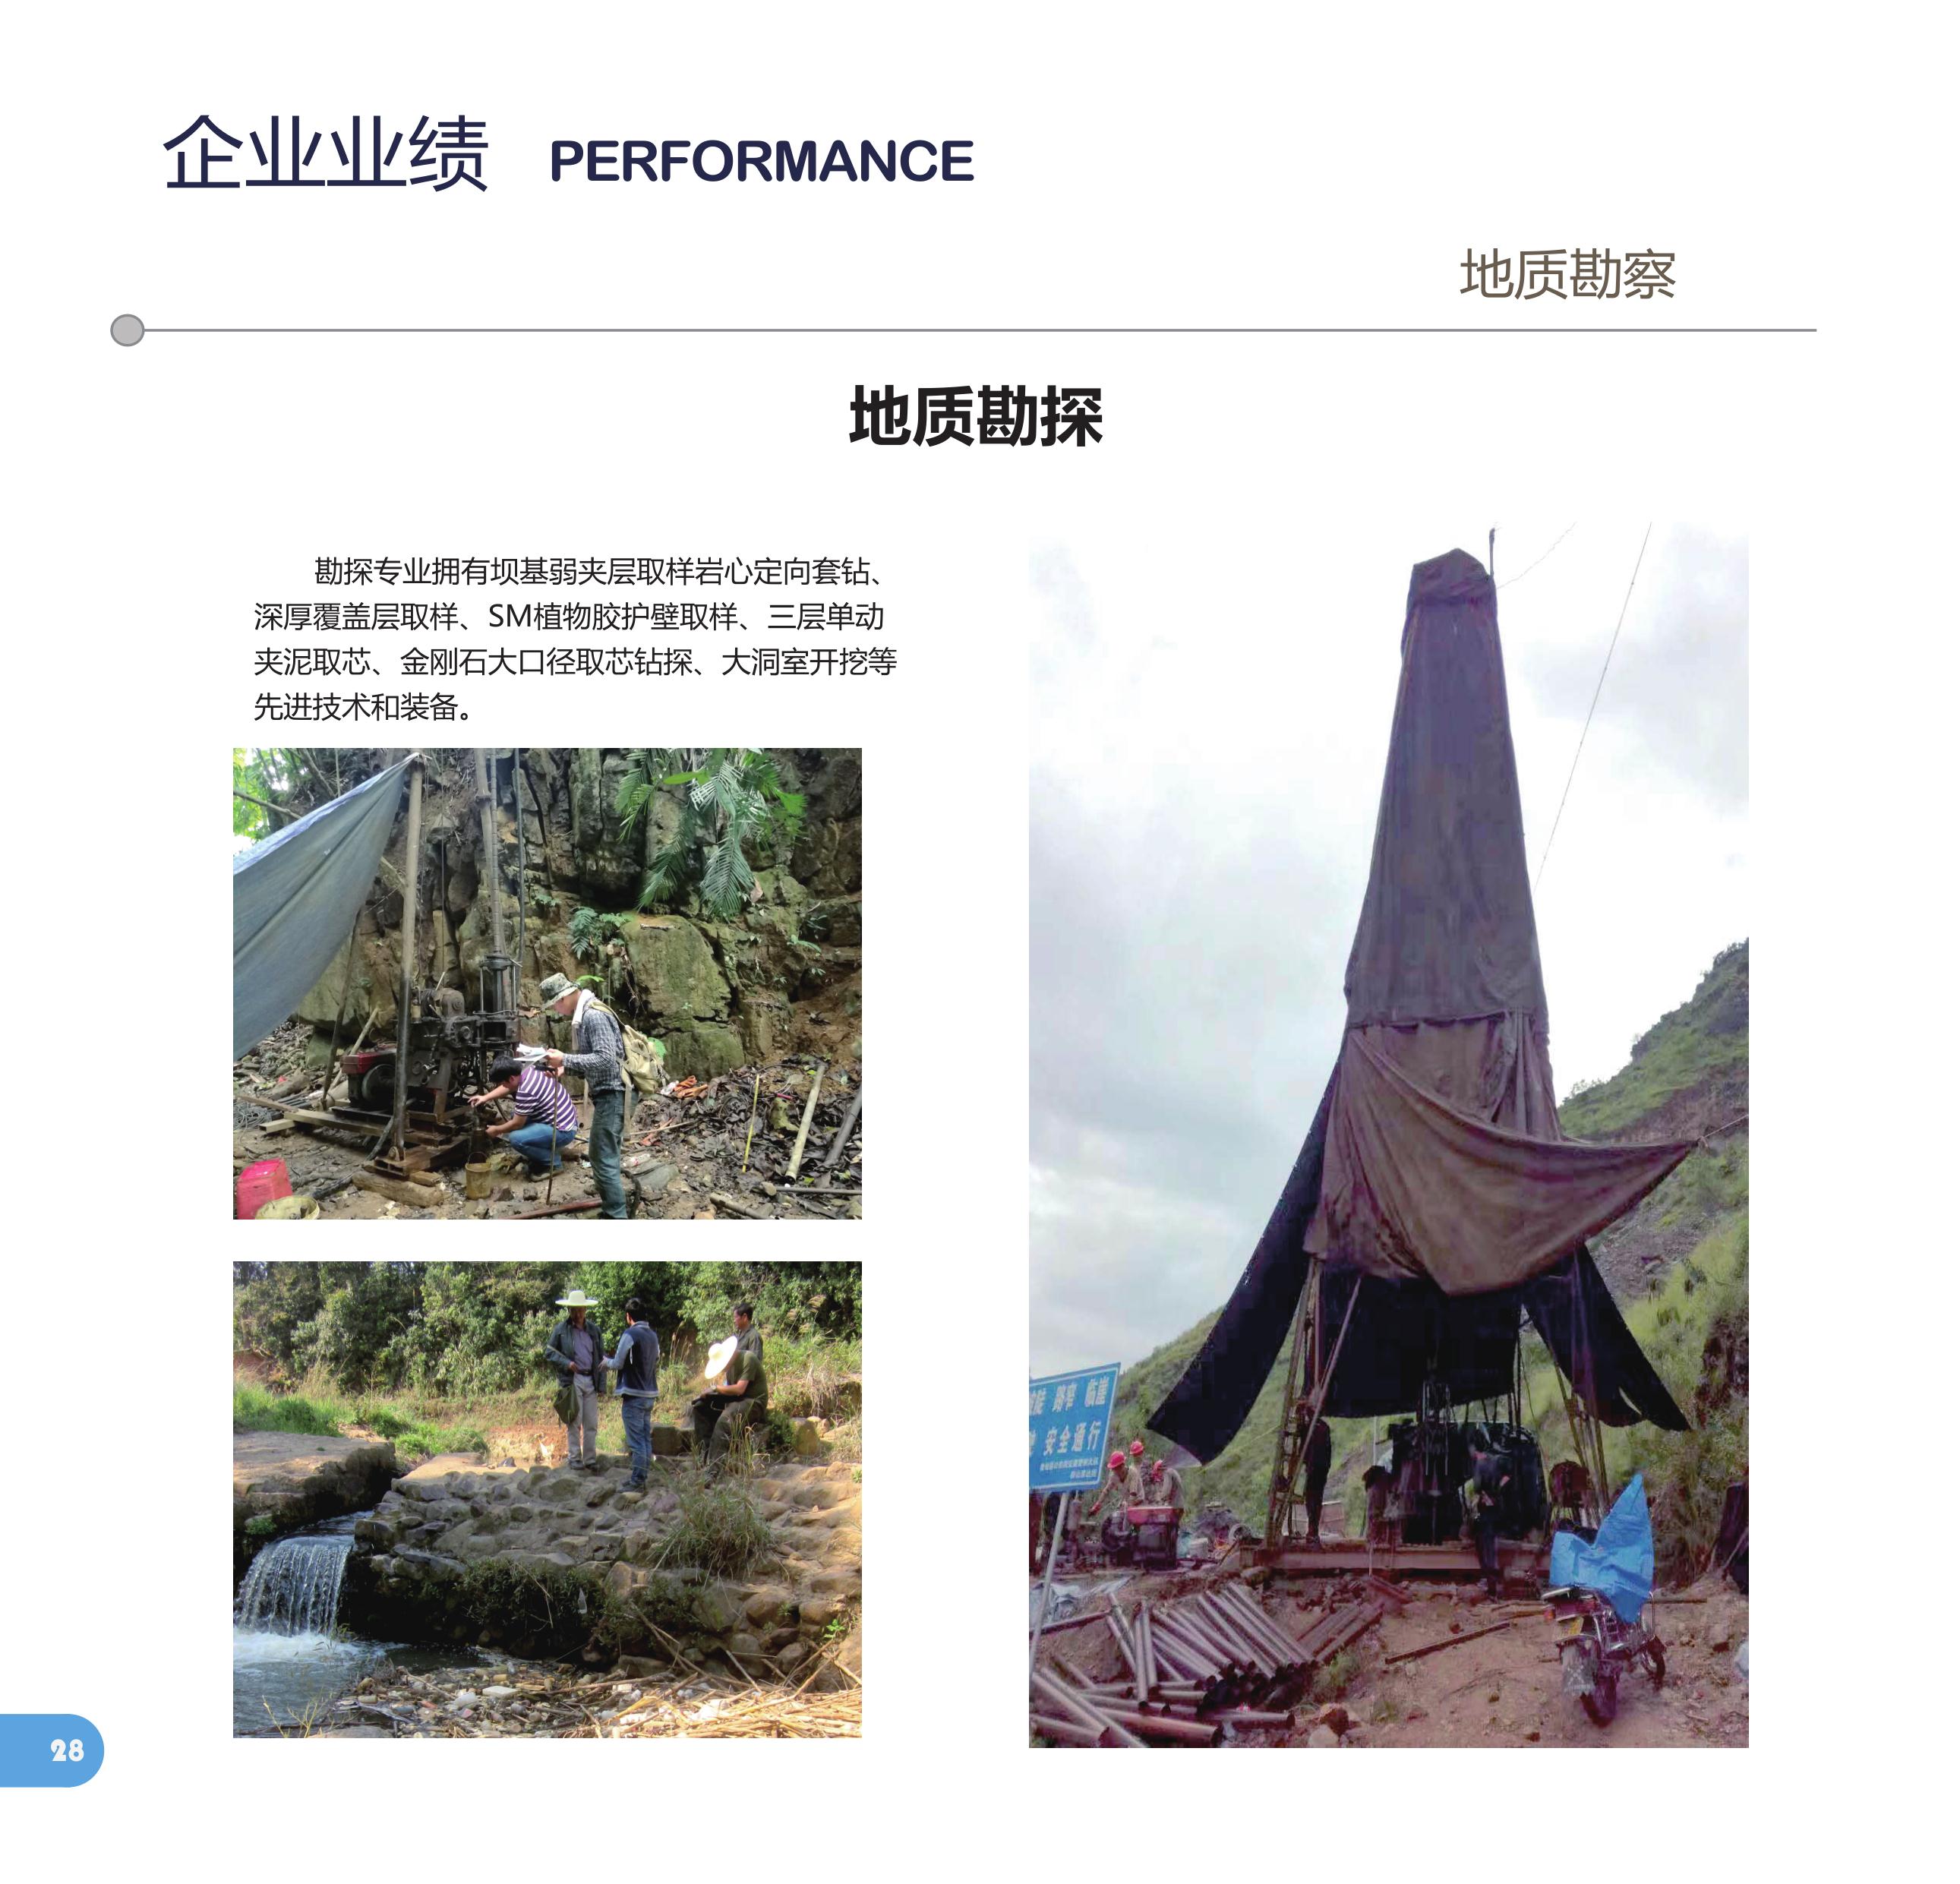 企业业绩 PERFORMANCE
地质勘察
地质勘探
勘探专业拥有坝基弱夹层取样岩心定向套钻、
深厚覆盖层取样、SM植物胶护壁取样、三层单动
夹泥取芯、金刚石大口径取芯钻探、大洞室开挖等
先进技术和装备。
路窄 临崖
安全通行
28